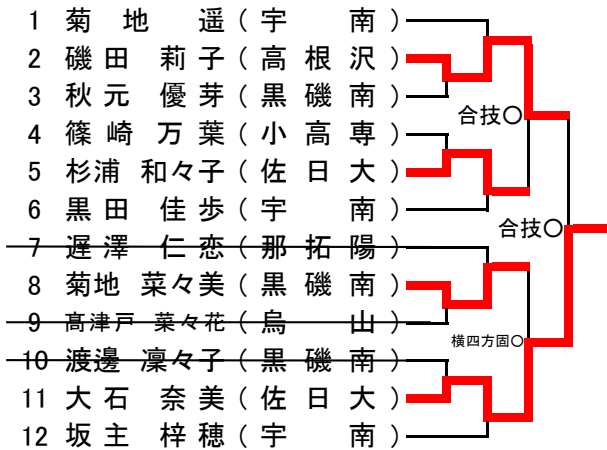 1 菊地 遥(宇 南)
2 磯田 莉子(高根沢)
3 秋元 優芽(黒磯南)
4 篠崎 万葉(小高専)
5 杉浦 和々子(佐日大)
6 黒田 佳歩(宇 南)
7 遅澤 仁恋(那拓陽)
8 菊地 菜々美(黒磯南)
9 髙津戸 菜々花(烏 山)
10 渡邊 凜々子(黒磯南)
11 大石 奈美(佐日大)
12 坂主 梓穂(宇 南)
合技〇
合技〇
横四方固〇